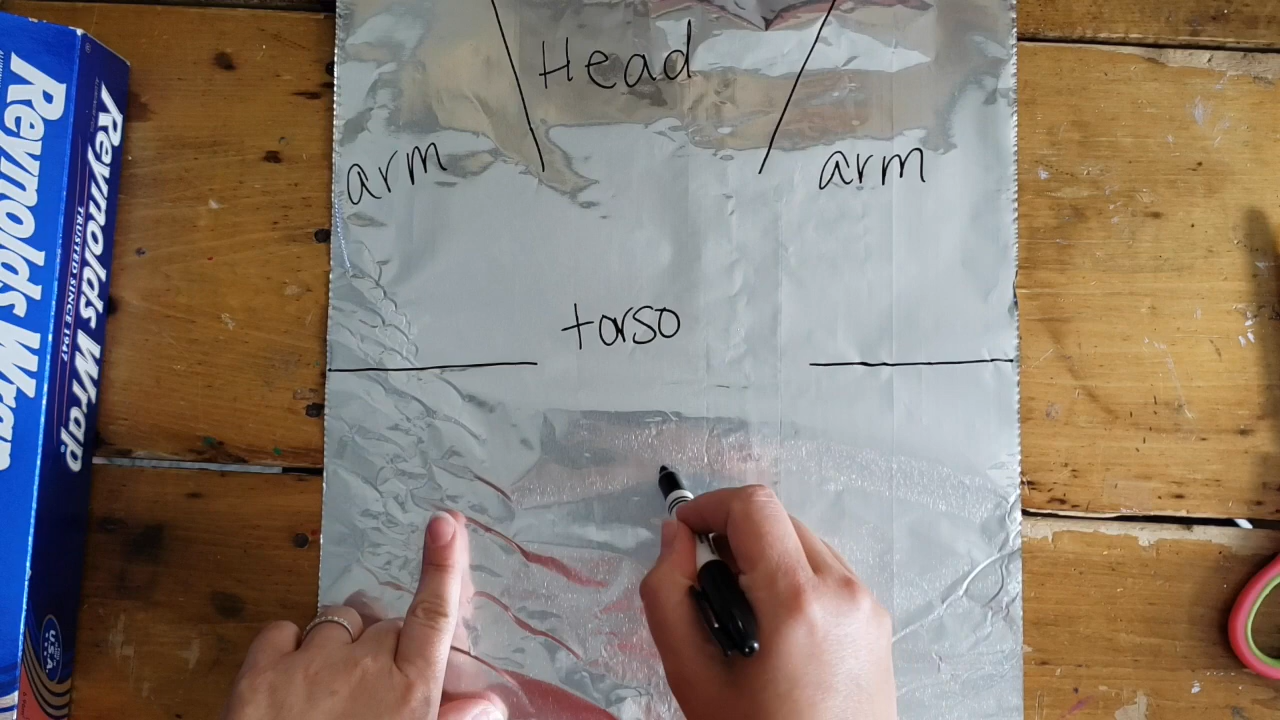 Head
arm
arm
torso
Reynolds Wrap
Reynolds Wrap
TRUSTED SINCE 1947
U.S.A.